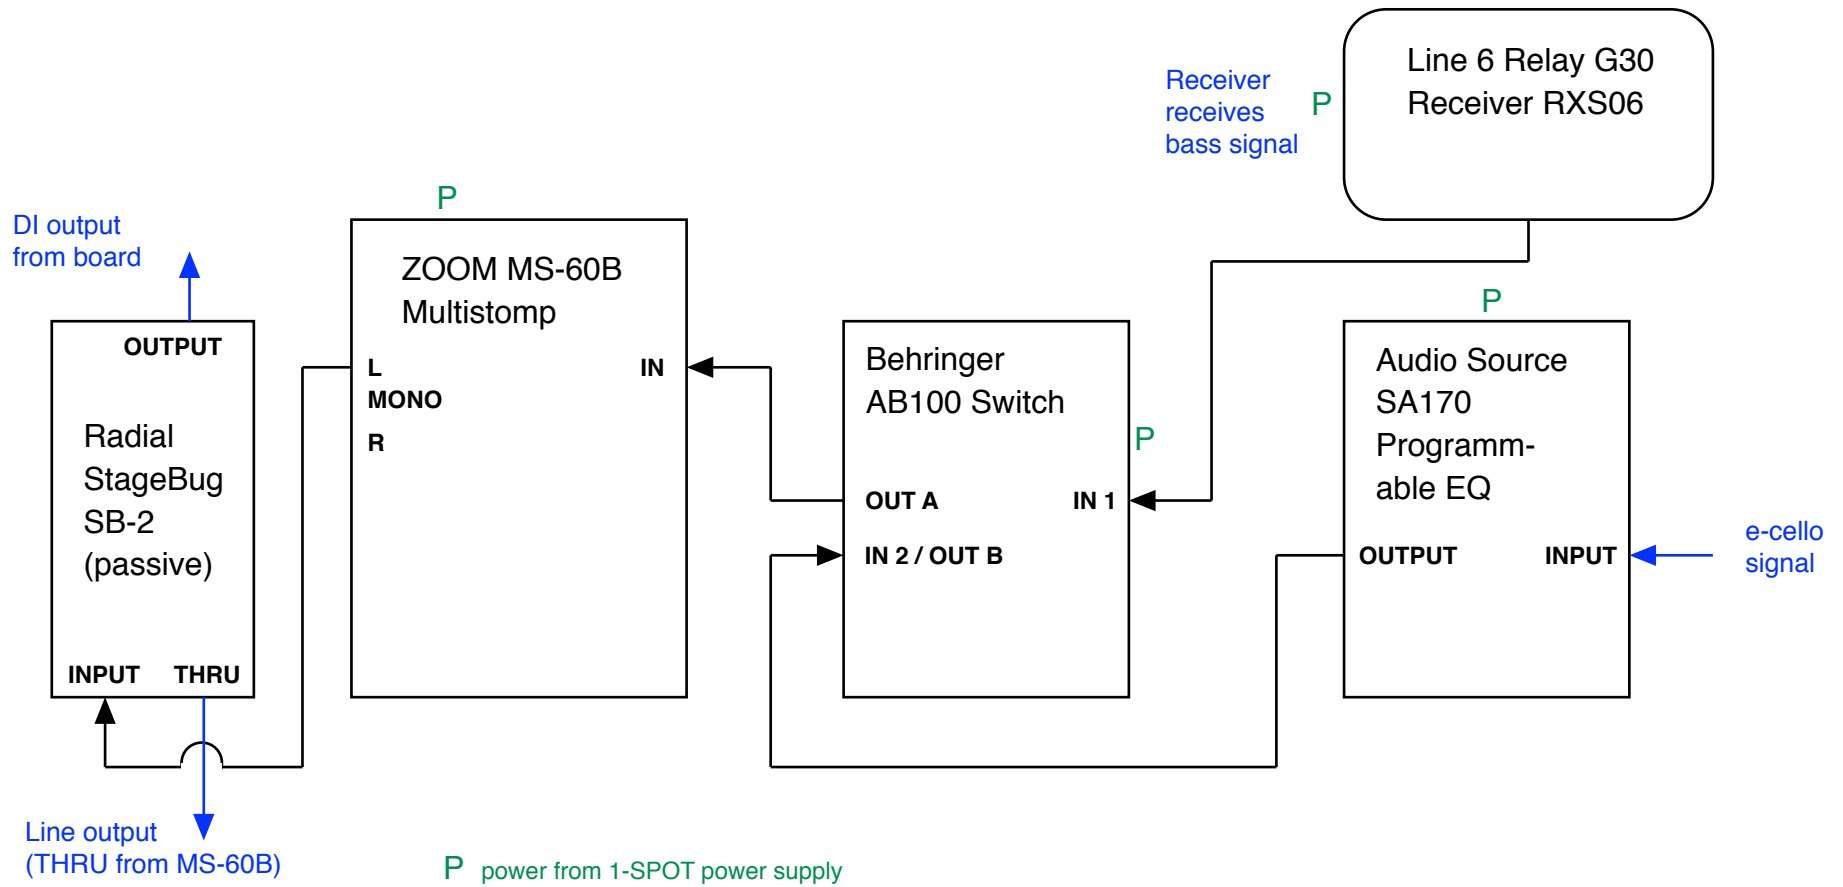 Line 6 Relay G30
Receiver RXS06
Receiver
receives
bass signal
P
P
DI output
from board
ZOOM MS-60B
Multistomp
L
MONO
R
IN
OUTPUT
Radial
StageBug
SB-2
(passive)
INPUT THRU
Behringer
AB100 Switch
P
OUT A
IN 1
IN 2 / OUT B
P
Audio Source
SA170
Programm-
able EQ
OUTPUT
INPUT
e-cello
signal
Line output
(THRU from MS-60B)
P power from 1-SPOT power supply